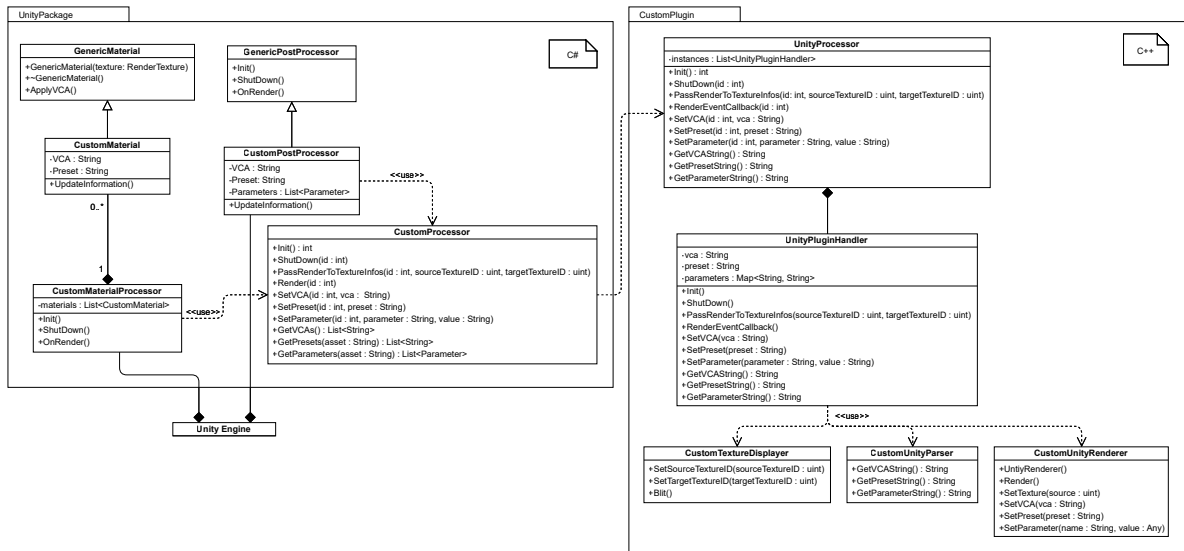 UnityPackage
C#
GenericMaterial
+GenericMaterial(texture: RenderTexture)
+~GenericMaterial()
+ApplyVCA()
GenericPostProcessor
+Init()
+ShutDown()
+OnRender()
CustomMaterial
-VCA : String
-Preset : String
+UpdateInformation()
CustomPostProcessor
-VCA : String
-Preset: String
-Parameters : List<Parameter>
+UpdateInformation()
<<use>>
0..*
1
CustomProcessor
+Init() : int
+ShutDown(id : int)
+PassRenderToTextureInfos(id : int, sourceTextureID : uint, targetTextureID : uint)
+Render(id : int)
+SetVCA(id : int, vca : String)
+SetPreset(id : int, preset : String)
+SetParameter(id : int, parameter : String, value : String)
+GetVCAs() : List<String>
+GetPresets(asset : String) : List<String>
+GetParameters(asset : String) : List<Parameter>
CustomMaterialProcessor
-materials : List<CustomMaterial>
+Init()
+ShutDown()
+OnRender()
<<use>>
Unity Engine
CustomPlugin
C++
UnityProcessor
-instances : List<UnityPluginHandler>
+Init() : int
+ShutDown(id : int)
+PassRenderToTextureInfos(id: int, sourceTextureID : uint, targetTextureID : uint)
+RenderEventCallback(id : int)
+SetVCA(id : int, vca : String)
+SetPreset(id : int, preset : String)
+SetParameter(id : int, parameter : String, value : String)
+GetVCAString() : String
+GetPresetString() : String
+GetParameterString() : String
UnityPluginHandler
-vca : String
-preset : String
-parameters : Map<String, String>
+Init()
+ShutDown()
+PassRenderToTextureInfos(sourceTextureID : uint, targetTextureID : uint)
+RenderEventCallback()
+SetVCA(vca : String)
+SetPreset(preset : String)
+SetParameter(parameter : String, value : String)
+GetVCAString() : String
+GetPresetString() : String
+GetParameterString() : String
<<use>>
CustomTextureDisplayer
+SetSourceTextureID(sourceTextureID : uint)
+SetTargetTextureID(targetTextureID : uint)
+Blit()
CustomUnityParser
+GetVCAString() : String
+GetPresetString() : String
+GetParameterString() : String
CustomUnityRenderer
+UntiyRenderer()
+Render()
+SetTexture(source : uint)
+SetVCA(vca : String)
+SetPreset(preset : String)
+SetParameter(name : String, value : Any)